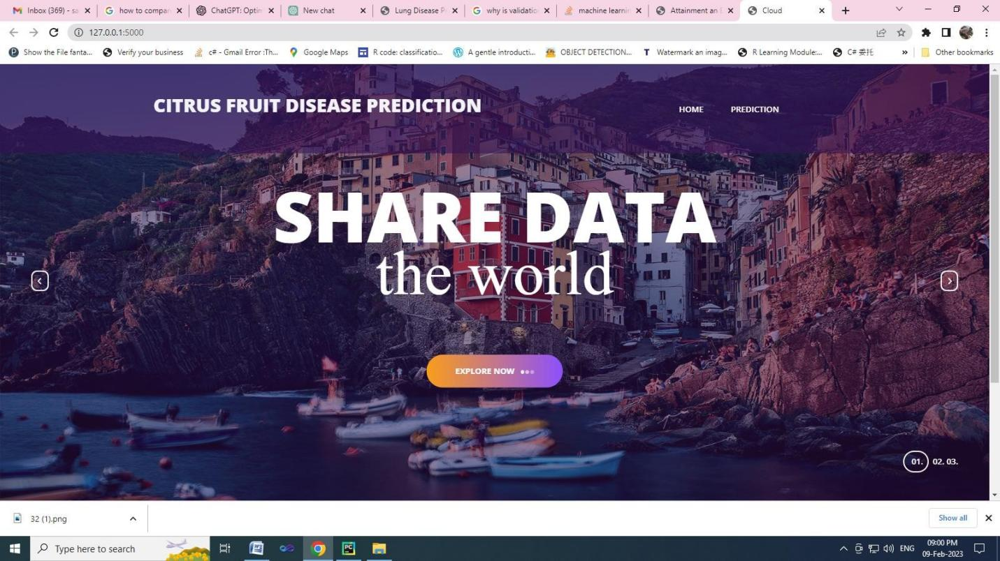 Inbox (369) - sa
how to compar
ChatGPT: Optim
New chat
Lung Disease P
why is validatio
machine learnin
Attainment an E
Cloud
127.0.0.1:5000
Show the File fanta...
Verify your business
c# - Gmail Error :Th...
Google Maps
R code: classificatio...
A gentle introducti...
OBJECT DETECTION...
Watermark an imag...
R Learning Module:...
C# 委托
»
Other bookmarks
CITRUS FRUIT DISEASE PREDICTION
HOME
PREDICTION
SHARE DATA
the world
EXPLORE NOW
01. 02. 03.
32 (1).png
Show all
Type here to search
ENG
09:00 PM
09-Feb-2023